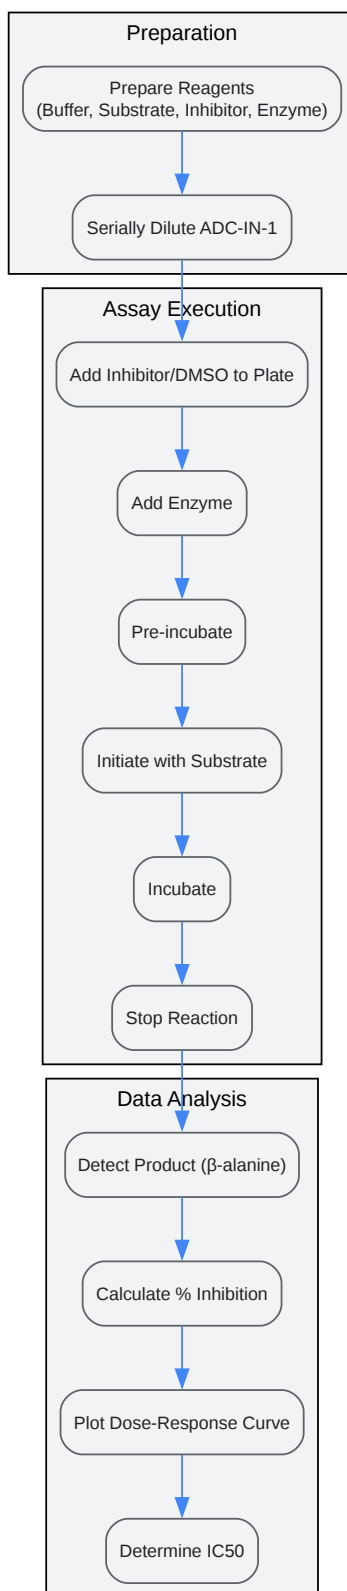 Preparation
Prepare Reagents
(Buffer, Substrate, Inhibitor, Enzyme)
Serially Dilute ADC-IN-1
Assay Execution
Add Inhibitor/DMSO to Plate
Add Enzyme
Pre-incubate
Initiate with Substrate
Incubate
Stop Reaction
Data Analysis
Detect Product (β-alanine)
Calculate % Inhibition
Plot Dose-Response Curve
Determine IC50